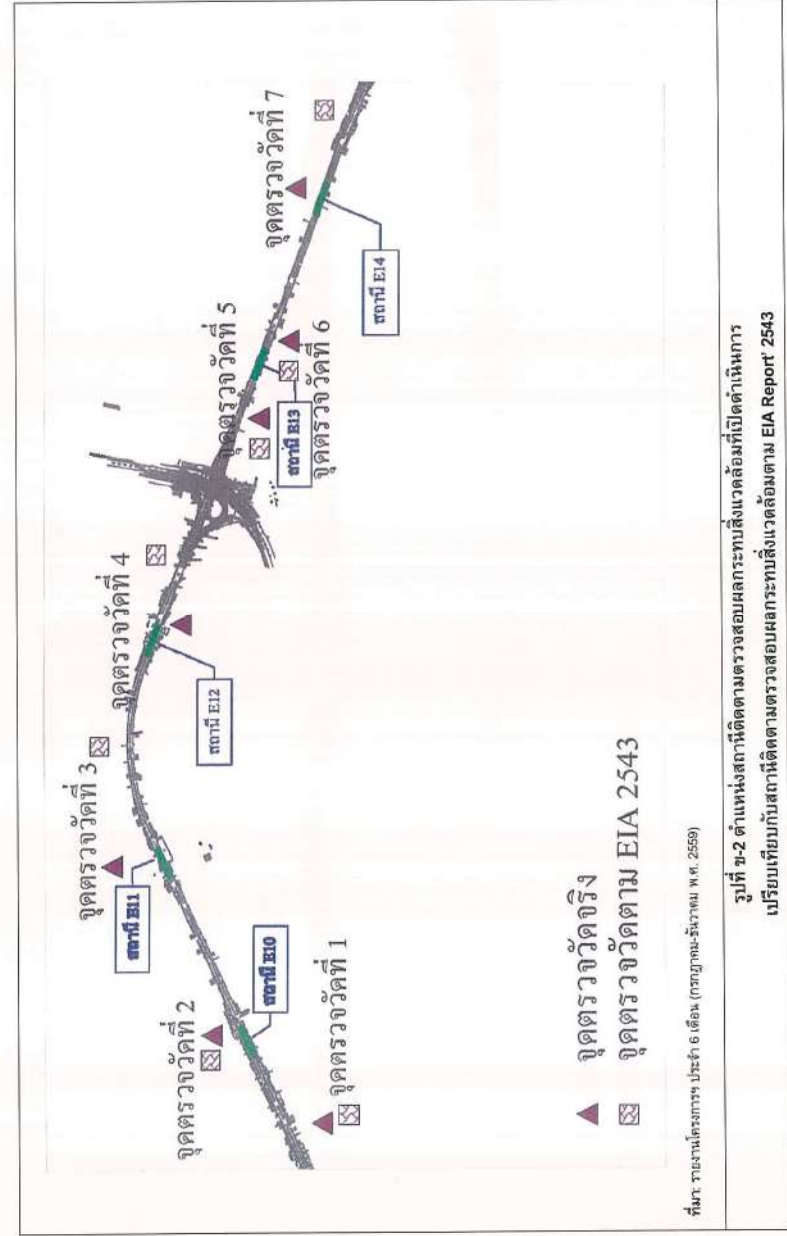 จุดตรวจวัดที่ 1
จุดตรวจวัดที่ 2
สถานี E10
จุดตรวจวัดที่ 3
สถานี E11
จุดตรวจวัดที่ 4
สถานี E12
จุดตรวจวัดที่ 5
สถานี E13
จุดตรวจวัดที่ 6
จุดตรวจวัดที่ 7
สถานี E14
จุดตรวจวัดจริง
จุดตรวจวัดตาม EIA 2543
ที่มา: รายงานโครงการฯ ประจำ 6 เดือน (กรกฎาคม-ธันวาคม พ.ศ. 2559)
รูปที่ ข-2 ตำแหน่งสถานีติดตามตรวจสอบผลกระทบสิ่งแวดล้อมที่เปิดดำเนินการ
เปรียบเทียบกับสถานีติดตามตรวจสอบผลกระทบสิ่งแวดล้อมตาม EIA Report' 2543